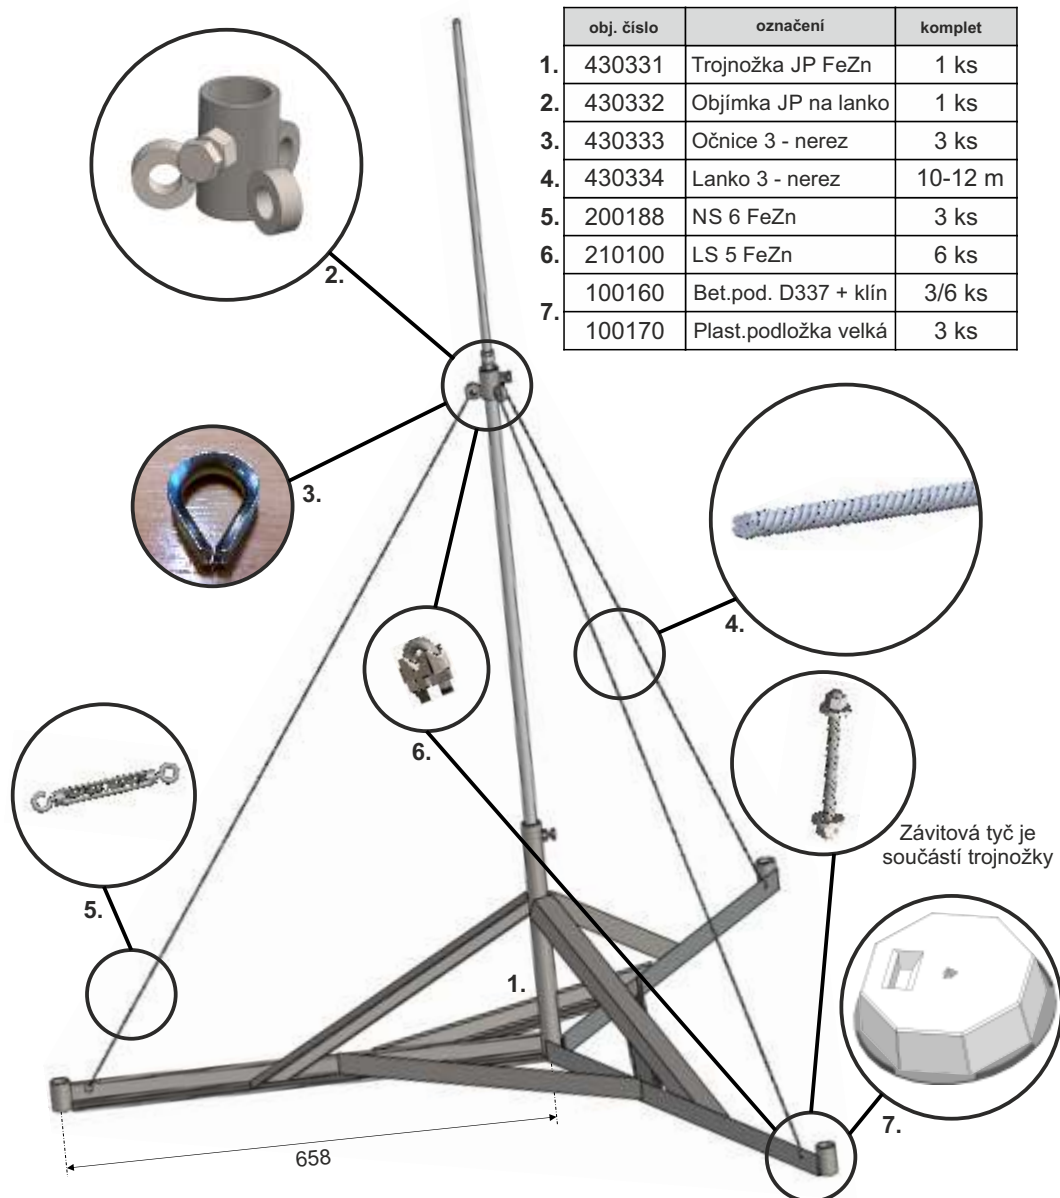 obj. číslo označení komplet
1. 430331 Trojnožka JP FeZn 1 ks
2. 430332 Objímka JP na lanko 1 ks
3. 430333 Očnice 3 - nerez 3 ks
4. 430334 Lanko 3 - nerez 10-12 m
5. 200188 NS 6 FeZn 3 ks
6. 210100 LS 5 FeZn 6 ks
7. 100160 Bet.pod. D337 + klín 3/6 ks
100170 Plast.podložka velká 3 ks
2.
3.
4.
6.
Závitová tyč je
součástí trojnožky
5.
1.
7.
658